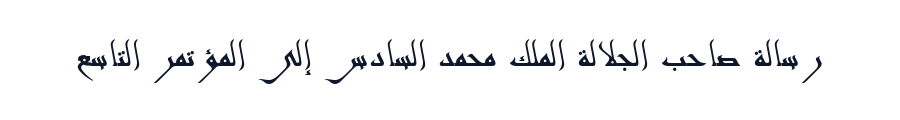 رسالة صاحب الجلالة الملك محمد السادس إلى المؤتمر التاسع